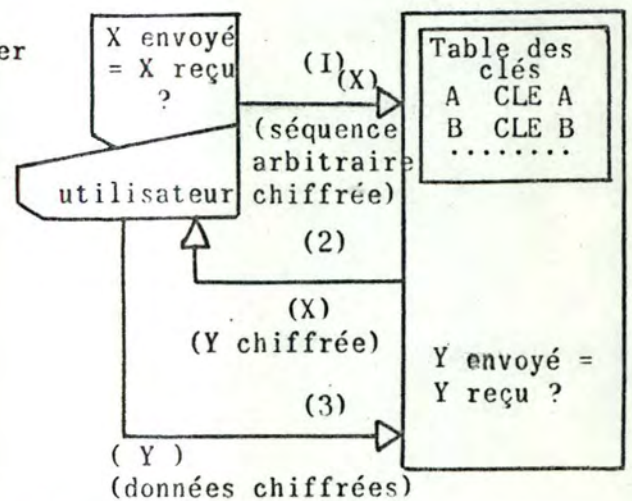 er
X envoyé
= X reçu
?
utilisateur
(I)
(X)
(séquence
arbitraire
chiffrée)
(2)
(X)
(Y chiffrée)
(3)
( Y )
(données chiffrées)
Table des
clés
A CLE A
B CLE B
........
Y envoyé =
Y reçu ?